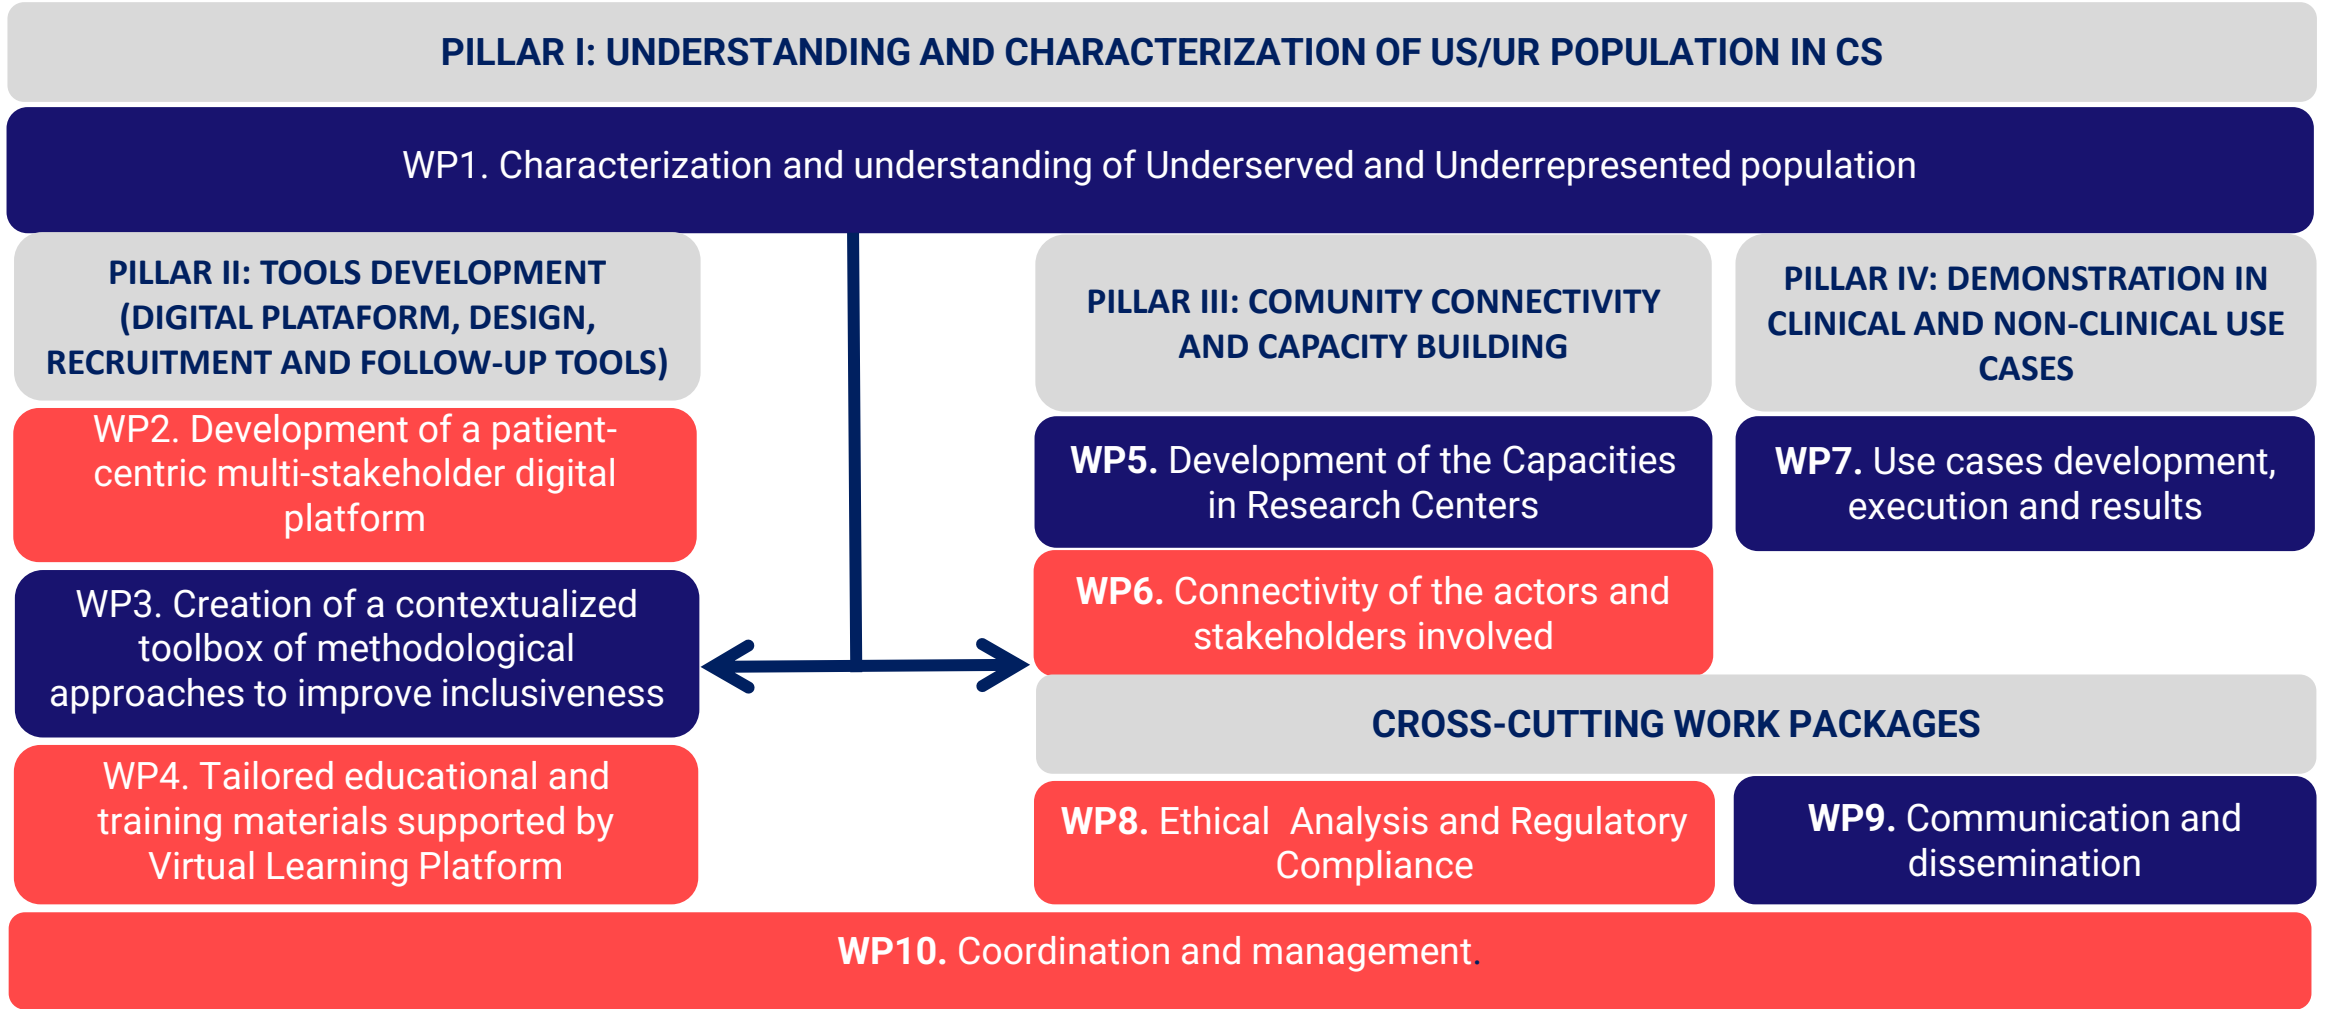 PILLAR I: UNDERSTANDING AND CHARACTERIZATION OF US/UR POPULATION IN CS
WP1. Characterization and understanding of Underserved and Underrepresented population
PILLAR II: TOOLS DEVELOPMENT
(DIGITAL PLATAFORM, DESIGN,
RECRUITMENT AND FOLLOW-UP TOOLS)
WP2. Development of a patient-
centric multi-stakeholder digital
platform
WP3. Creation of a contextualized
toolbox of methodological
approaches to improve inclusiveness
WP4. Tailored educational and
training materials supported by
Virtual Learning Platform
PILLAR III: COMUNITY CONNECTIVITY
AND CAPACITY BUILDING
WP5. Development of the Capacities
in Research Centers
WP6. Connectivity of the actors and
stakeholders involved
PILLAR IV: DEMONSTRATION IN
CLINICAL AND NON-CLINICAL USE
CASES
WP7. Use cases development,
execution and results
CROSS-CUTTING WORK PACKAGES
WP8. Ethical  Analysis and Regulatory
Compliance
WP9. Communication and
dissemination
WP10. Coordination and management.